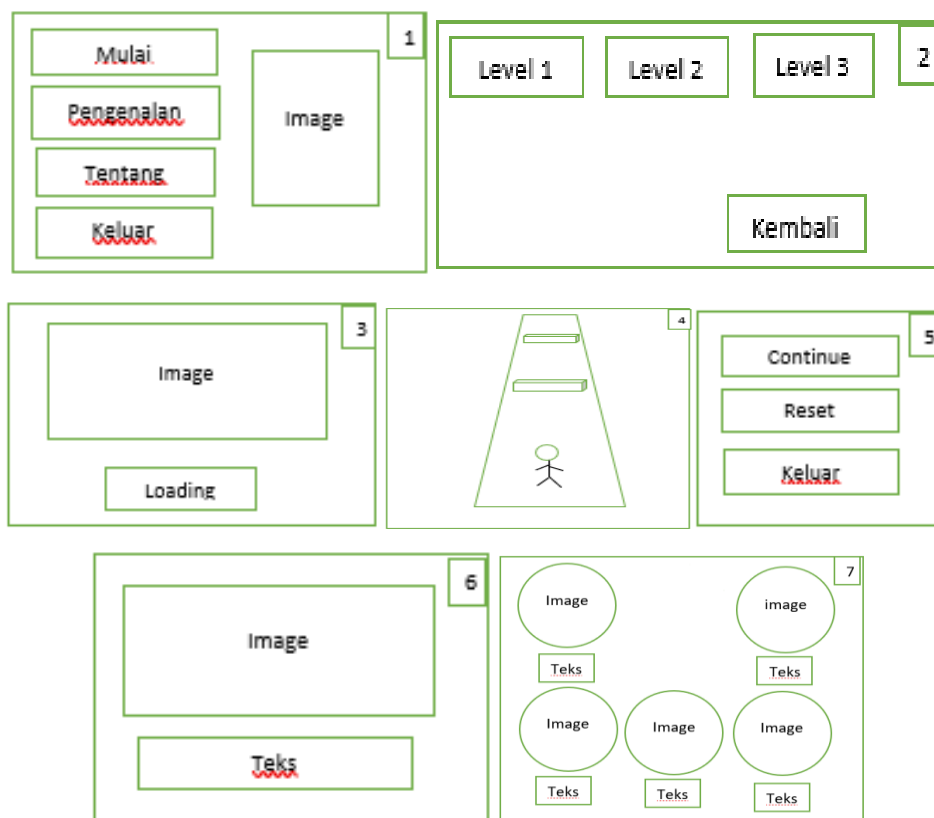 1
Mulai
Pengenalan
Image
Tentang
Keluar
2
Level 1
Level 2
Level 3
Kembali
3
Image
Loading
4
5
Continue
Reset
Keluar
6
Image
Teks
7
Image
image
Teks
Teks
Image
Image
Image
Teks
Teks
Teks